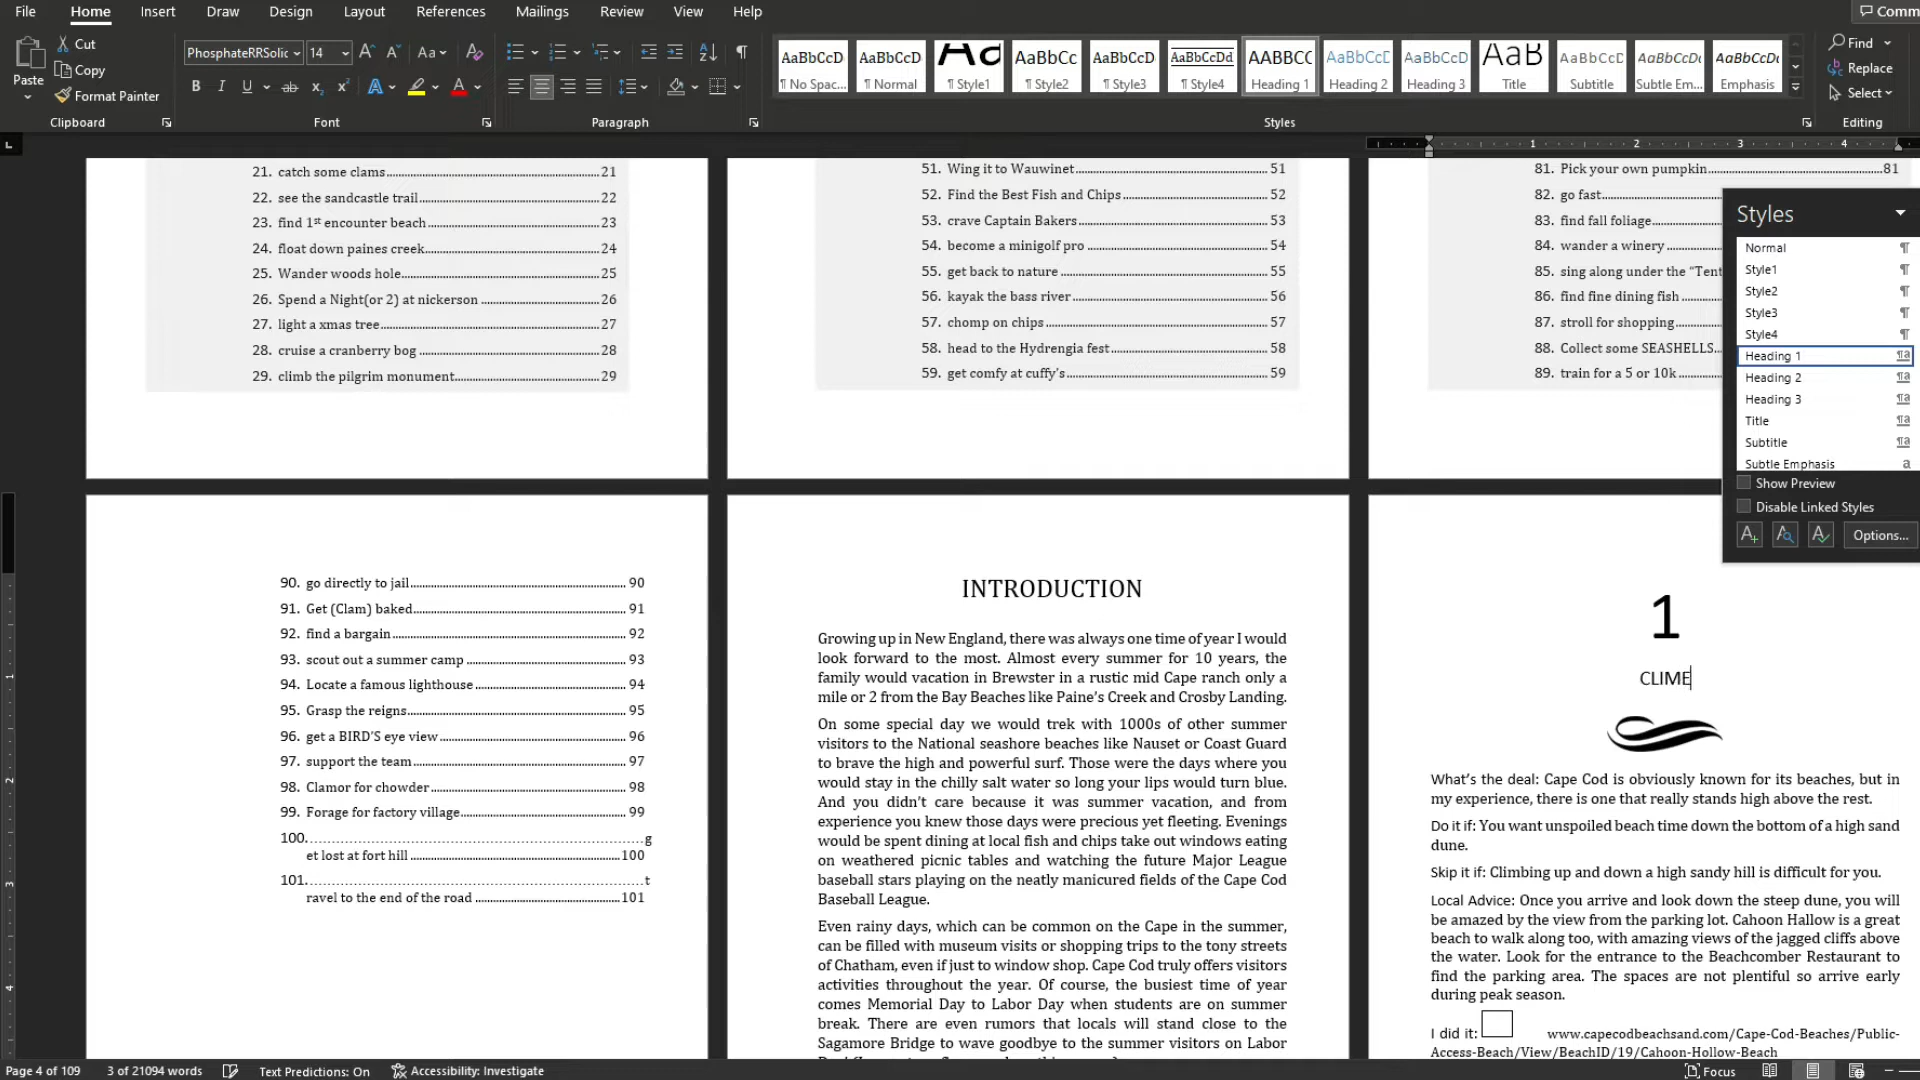 File Home Insert Draw Design Layout References Mailings Review View Help Comm
Paste Cut Copy Format Painter
PhosphateRRSolic 14 Aa
B I U ab x₂ x² A A
AaBbCcD AaBbCcD Ac AaBbCc AaBbCcD AaBbCcDd AABBCC AaBbCcD AaBbCcD AaB AaBbCcD AaBbCcDc AaBbCcDc
¶ No Spac... ¶ Normal ¶ Style1 ¶ Style2 ¶ Style3 ¶ Style4 Heading 1 Heading 2 Heading 3 Title Subtitle Subtle Em... Emphasis
Find Replace Select
Clipboard Font Paragraph Styles Editing
1 2 3 4
21. catch some clams 21
22. see the sandcastle trail 22
23. find 1st encounter beach 23
24. float down paines creek 24
25. Wander woods hole 25
26. Spend a Night(or 2) at nickerson 26
27. light a xmas tree 27
28. cruise a cranberry bog 28
29. climb the pilgrim monument 29
51. Wing it to Wauwinet 51
52. Find the Best Fish and Chips 52
53. crave Captain Bakers 53
54. become a minigolf pro 54
55. get back to nature 55
56. kayak the bass river 56
57. chomp on chips 57
58. head to the Hydrengia fest 58
59. get comfy at cuffy's 59
81. Pick your own pumpkin 81
82. go fast
83. find fall foliage
84. wander a winery
85. sing along under the "Tent
86. find fine dining fish
87. stroll for shopping
88. Collect some SEASHELLS
89. train for a 5 or 10k
Styles
Normal ¶
Style1 ¶
Style2 ¶
Style3 ¶
Style4 ¶
Heading 1 ¶a
Heading 2 ¶a
Heading 3 ¶a
Title ¶a
Subtitle ¶a
Subtle Emphasis a
Show Preview
Disable Linked Styles
Options...
90. go directly to jail 90
91. Get (Clam) baked 91
92. find a bargain 92
93. scout out a summer camp 93
94. Locate a famous lighthouse 94
95. Grasp the reigns 95
96. get a BIRD'S eye view 96
97. support the team 97
98. Clamor for chowder 98
99. Forage for factory village 99
100. g
et lost at fort hill 100
101. t
ravel to the end of the road 101
INTRODUCTION
Growing up in New England, there was always one time of year I would
look forward to the most. Almost every summer for 10 years, the
family would vacation in Brewster in a rustic mid Cape ranch only a
mile or 2 from the Bay Beaches like Paine's Creek and Crosby Landing.
On some special day we would trek with 1000s of other summer
visitors to the National seashore beaches like Nauset or Coast Guard
to brave the high and powerful surf. Those were the days where you
would stay in the chilly salt water so long your lips would turn blue.
And you didn't care because it was summer vacation, and from
experience you knew those days were precious yet fleeting. Evenings
would be spent dining at local fish and chips take out windows eating
on weathered picnic tables and watching the future Major League
baseball stars playing on the neatly manicured fields of the Cape Cod
Baseball League.
Even rainy days, which can be common on the Cape in the summer,
can be filled with museum visits or shopping trips to the tony streets
of Chatham, even if just to window shop. Cape Cod truly offers visitors
activities throughout the year. Of course, the busiest time of year
comes Memorial Day to Labor Day when students are on summer
break. There are even rumors that locals will stand close to the
Sagamore Bridge to wave goodbye to the summer visitors on Labor
1
CLIME
What's the deal: Cape Cod is obviously known for its beaches, but in
my experience, there is one that really stands high above the rest.
Do it if: You want unspoiled beach time down the bottom of a high sand
dune.
Skip it if: Climbing up and down a high sandy hill is difficult for you.
Local Advice: Once you arrive and look down the steep dune, you will
be amazed by the view from the parking lot. Cahoon Hallow is a great
beach to walk along too, with amazing views of the jagged cliffs above
the water. Look for the entrance to the Beachcomber Restaurant to
find the parking area. The spaces are not plentiful so arrive early
during peak season.
I did it: www.capecodbeachsand.com/Cape-Cod-Beaches/Public-
Access-Beach/View/BeachID/19/Cahoon-Hollow-Beach
1
2
3
4
Page 4 of 109 3 of 21094 words Text Predictions: On Accessibility: Investigate Focus